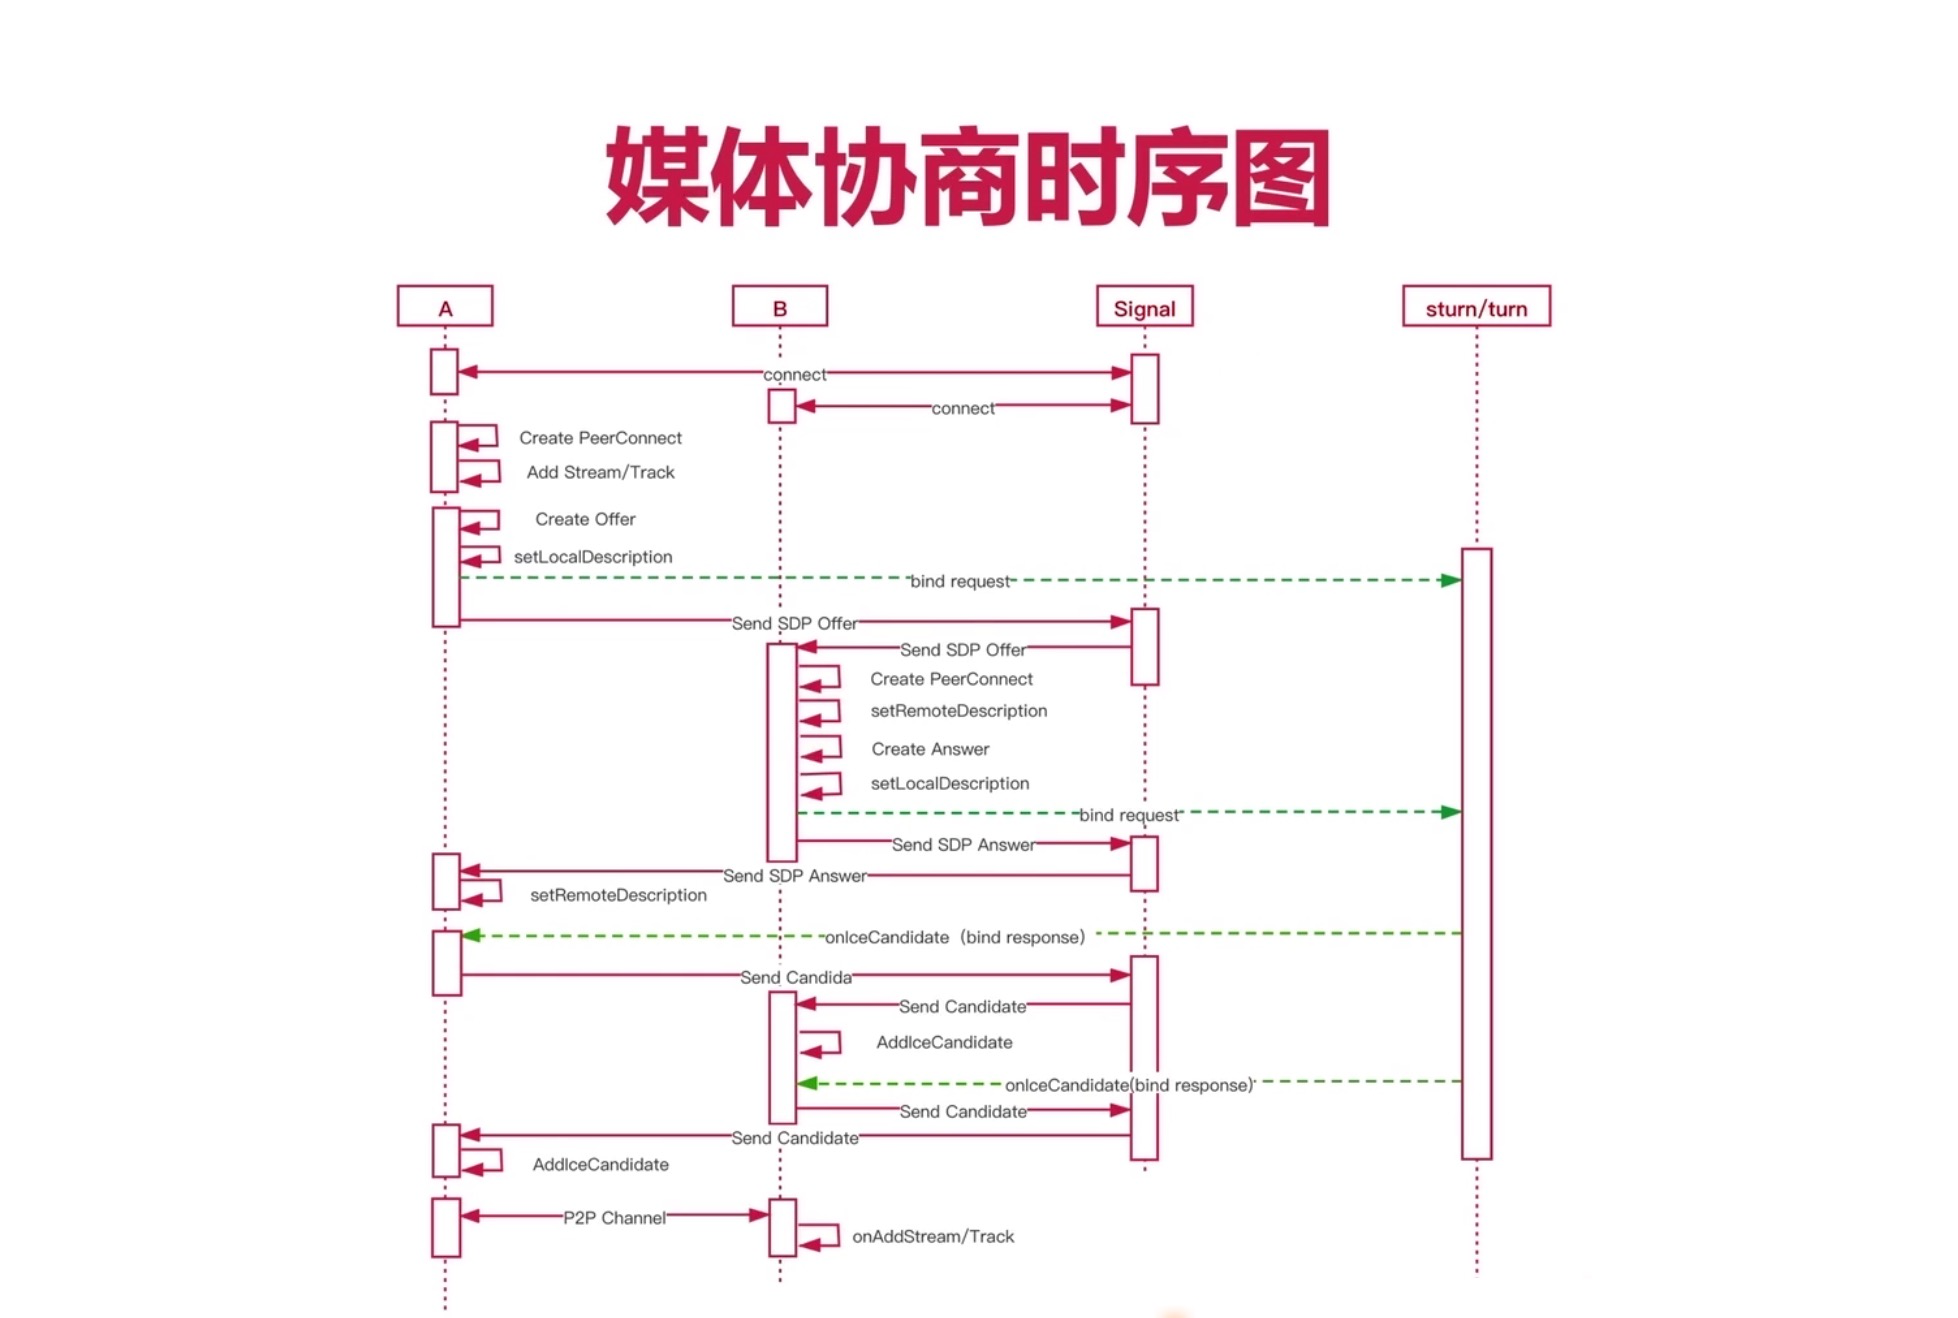 媒体协商时序图
A
B
Signal
sturn/turn
connect
connect
Create PeerConnect
Add Stream/Track
Create Offer
setLocalDescription
bind request
Send SDP Offer
Send SDP Offer
Create PeerConnect
setRemoteDescription
Create Answer
setLocalDescription
bind request
Send SDP Answer
Send SDP Answer
setRemoteDescription
onIceCandidate（bind response）
Send Candida
Send Candidate
AddIceCandidate
onIceCandidate(bind response)
Send Candidate
Send Candidate
AddIceCandidate
P2P Channel
onAddStream/Track